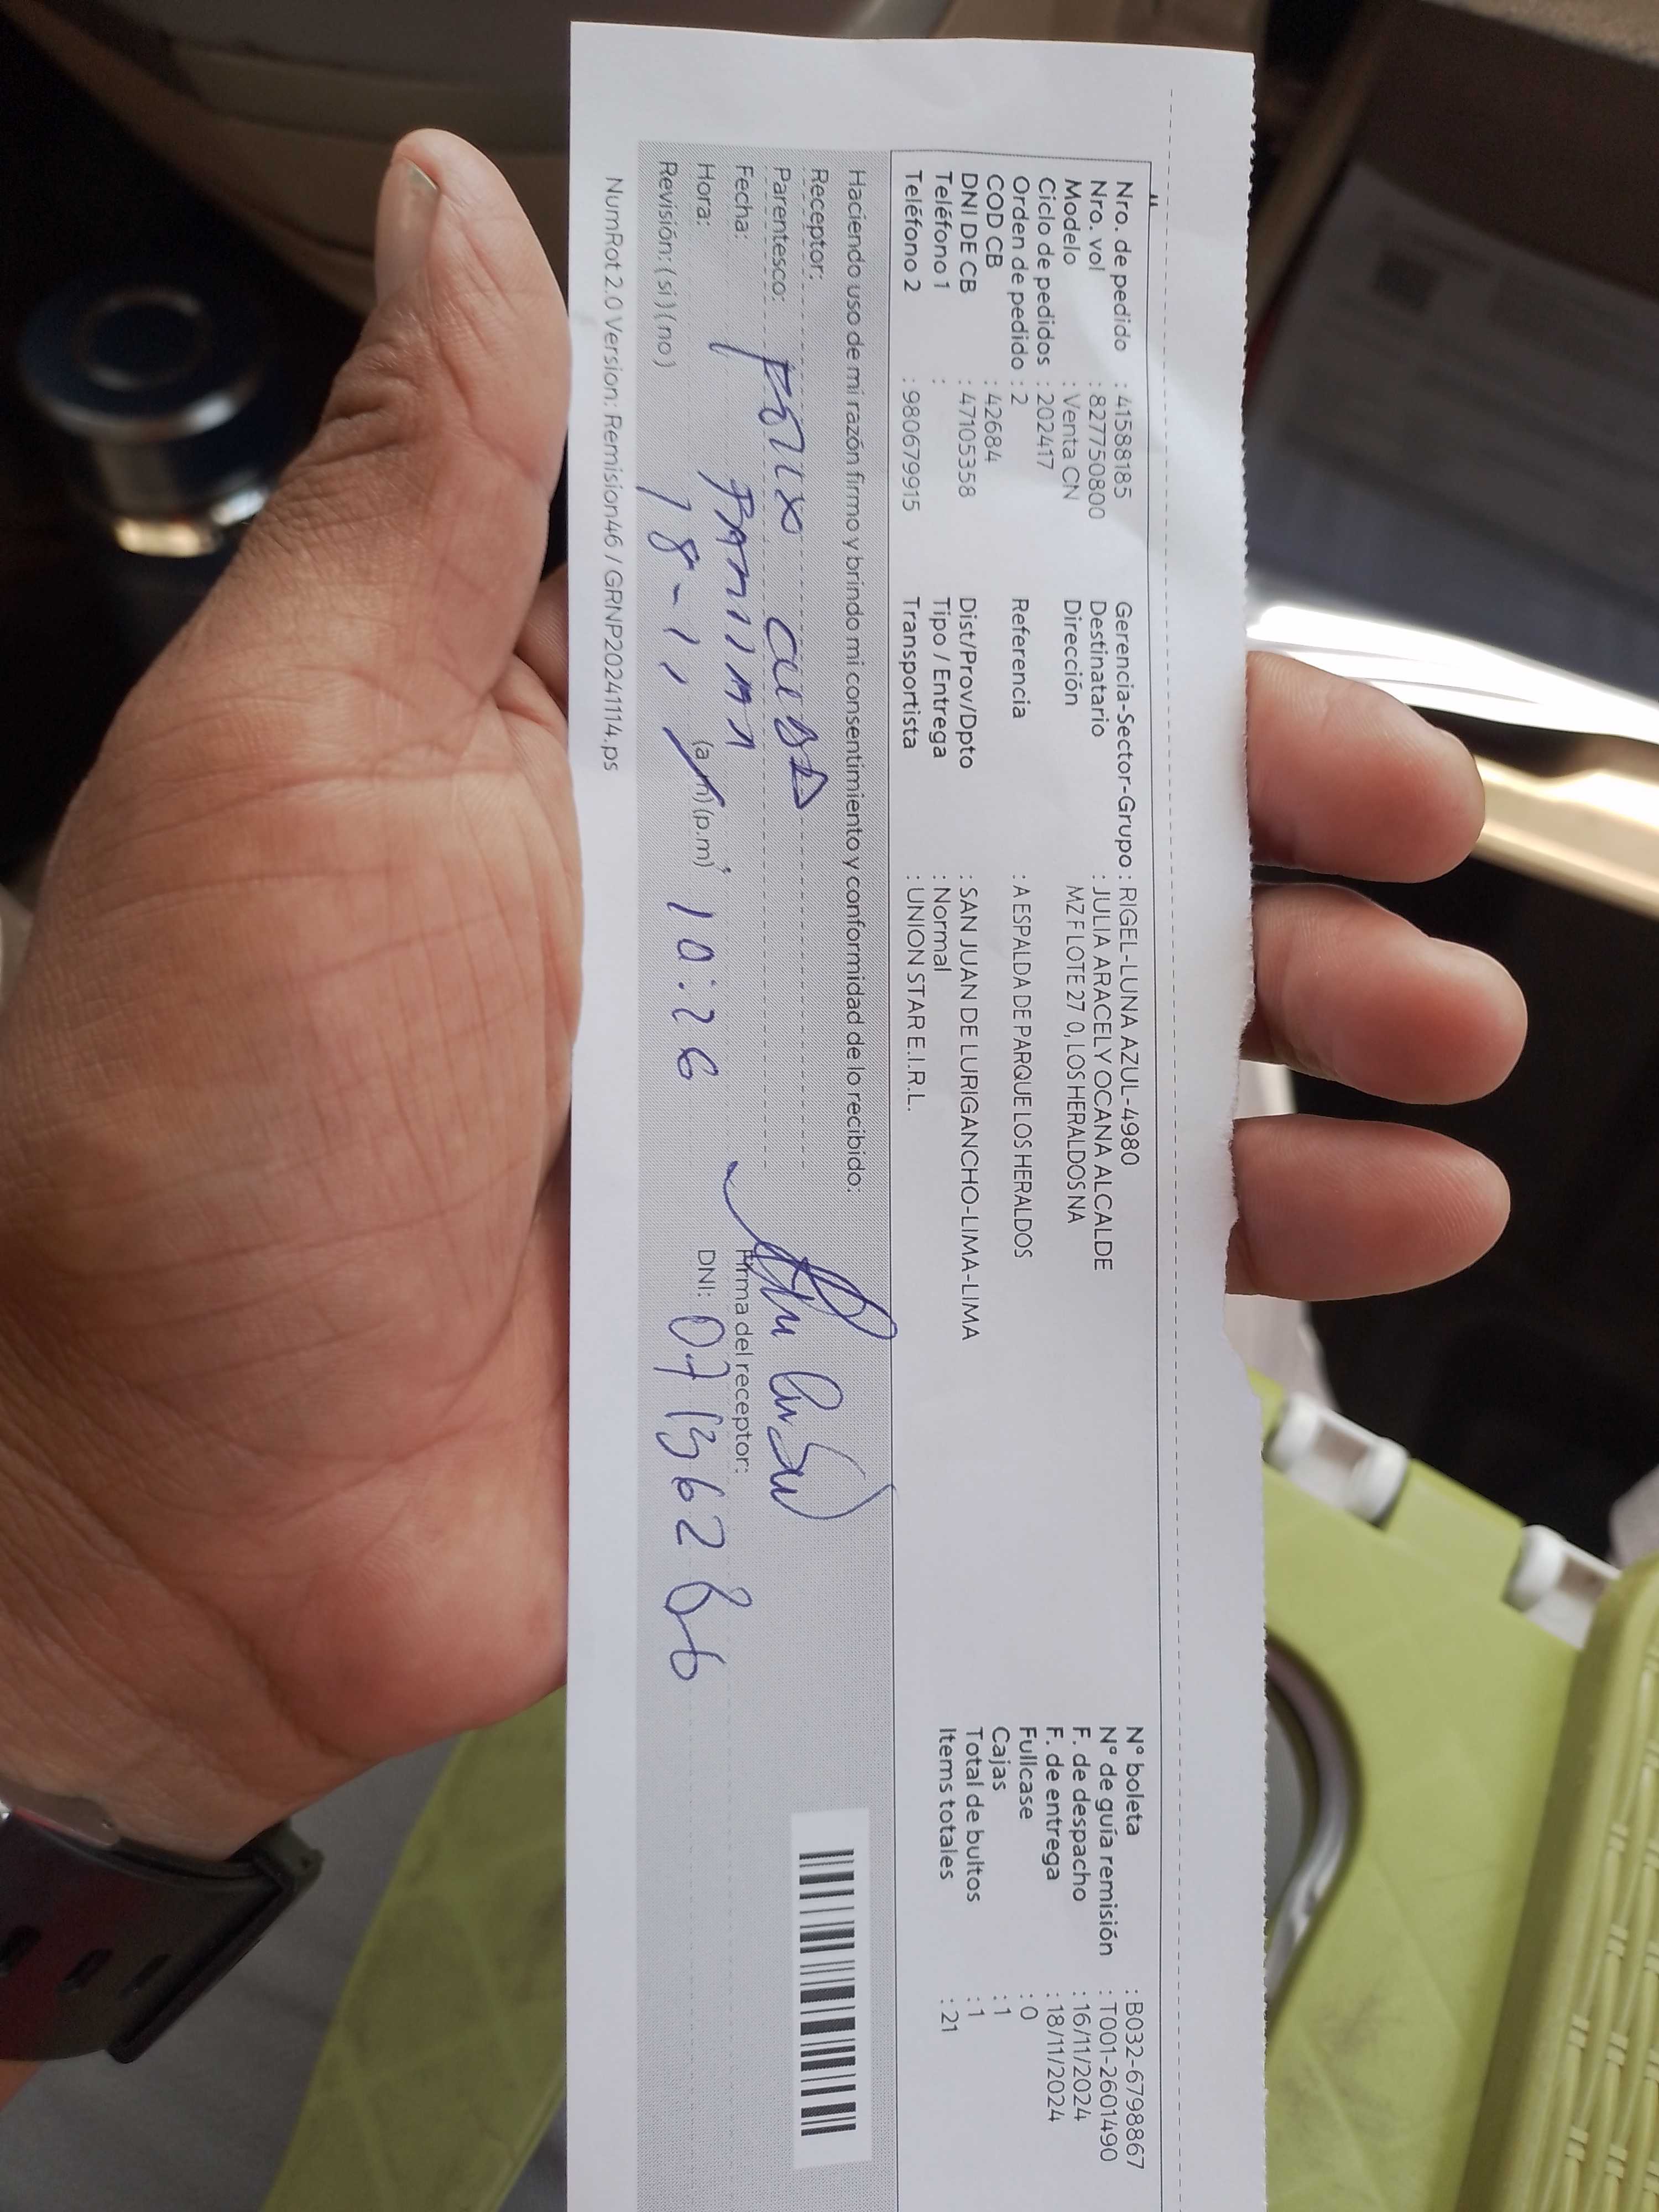 Nro. de pedido : 41588185 Gerencia-Sector-Grupo : RIGEL-LUNA AZUL-4980 N° boleta : B032-6798867
Nro. vol : 827750800 Destinatario : JULIA ARACELY OCANA ALCALDE N° de guía remisión : T001-2601490
Modelo : Venta CN Dirección MZ F LOTE 27 0, LOS HERALDOS NA F. de despacho : 16/11/2024
Ciclo de pedidos : 202417 F. de entrega : 18/11/2024
Orden de pedido : 2 Referencia : A ESPALDA DE PARQUE LOS HERALDOS Fullcase : 0
COD CB : 42684 Cajas : 1
DNI DE CB : 47105358 Dist/Prov/Dpto : SAN JUAN DE LURIGANCHO-LIMA-LIMA Total de bultos : 1
Teléfono 1 : Tipo / Entrega : Normal Items totales : 21
Teléfono 2 : 980679915 Transportista : UNION STAR E.I.R.L.
Haciendo uso de mi razón firmo y brindo mi consentimiento y conformidad de lo recibido:
Receptor:
Parentesco: FELIX
Fecha: FAMILIAR Firma del receptor:
Hora: 18-11 (a.m) (p.m) 10:26 DNI:
Revisión: (si) (no)
NumRot 2.0 Version: Remision46 / GRNP20241114.ps